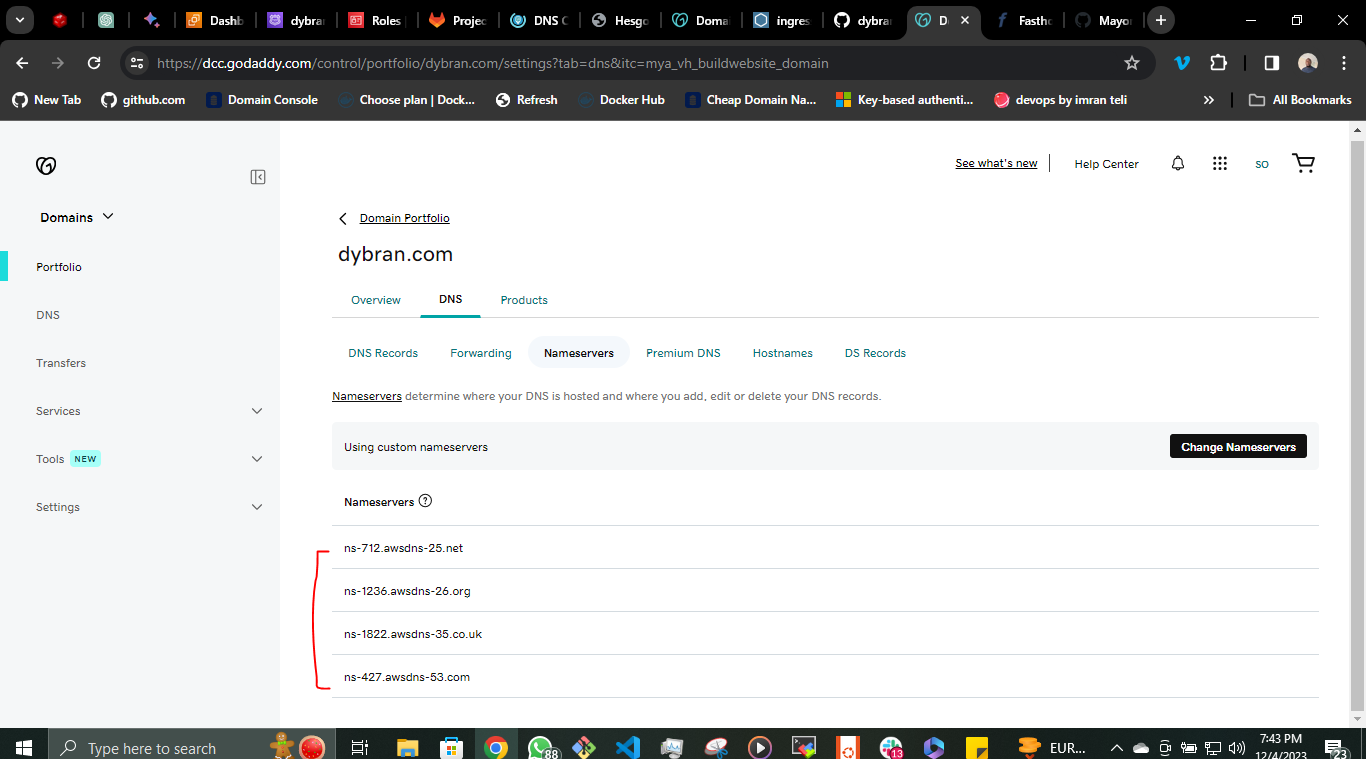 Dashb
dybran
Roles
Projec
DNS C
Hesgo
Doma
ingres
dybra
D
Fasth
Mayor
https://dcc.godaddy.com/control/portfolio/dybran.com/settings?tab=dns&itc=mya_vh_buildwebsite_domain
New Tab
github.com
Domain Console
Choose plan | Dock...
Refresh
Docker Hub
Cheap Domain Na...
Key-based authenti...
devops by imran teli
All Bookmarks
See what's new
Help Center
SO
Domains
Portfolio
DNS
Transfers
Services
Tools NEW
Settings
Domain Portfolio
dybran.com
Overview
DNS
Products
DNS Records
Forwarding
Nameservers
Premium DNS
Hostnames
DS Records
Nameservers determine where your DNS is hosted and where you add, edit or delete your DNS records.
Using custom nameservers
Change Nameservers
Nameservers
ns-712.awsdns-25.net
ns-1236.awsdns-26.org
ns-1822.awsdns-35.co.uk
ns-427.awsdns-53.com
Type here to search
88
13
EUR...
7:43 PM
12/4/2023
23